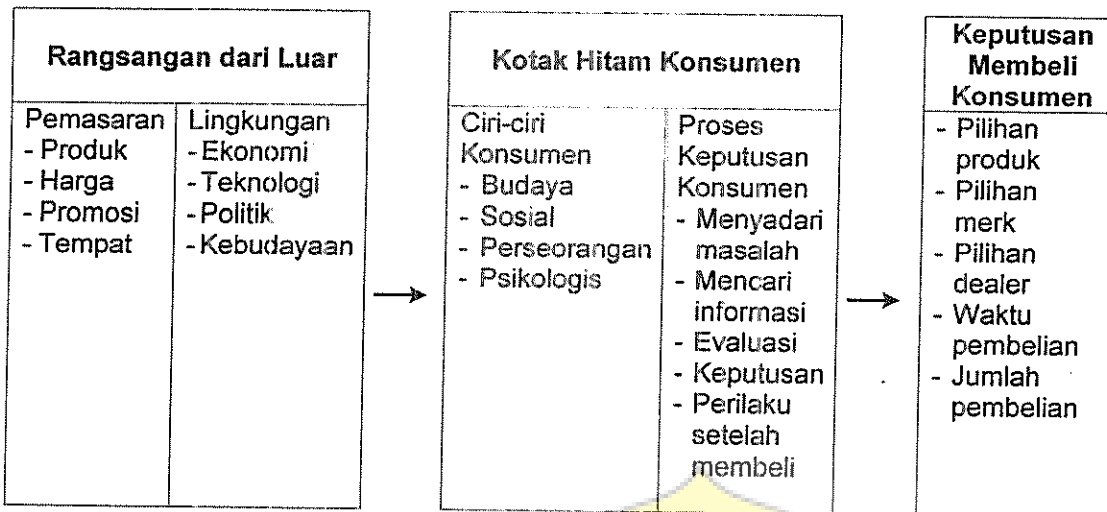 Rangsangan dari Luar
Pemasaran
- Produk
- Harga
- Promosi
- Tempat
Lingkungan
- Ekonomi
- Teknologi
- Politik
- Kebudayaan
Kotak Hitam Konsumen
Ciri-ciri
Konsumen
- Budaya
- Sosial
- Perseorangan
- Psikologis
Proses
Keputusan
Konsumen
- Menyadari
masalah
- Mencari
informasi
- Evaluasi
- Keputusan
- Perilaku
setelah
membeli
Keputusan
Membeli
Konsumen
- Pilihan
produk
- Pilihan
merk
- Pilihan
dealer
- Waktu
pembelian
- Jumlah
pembelian